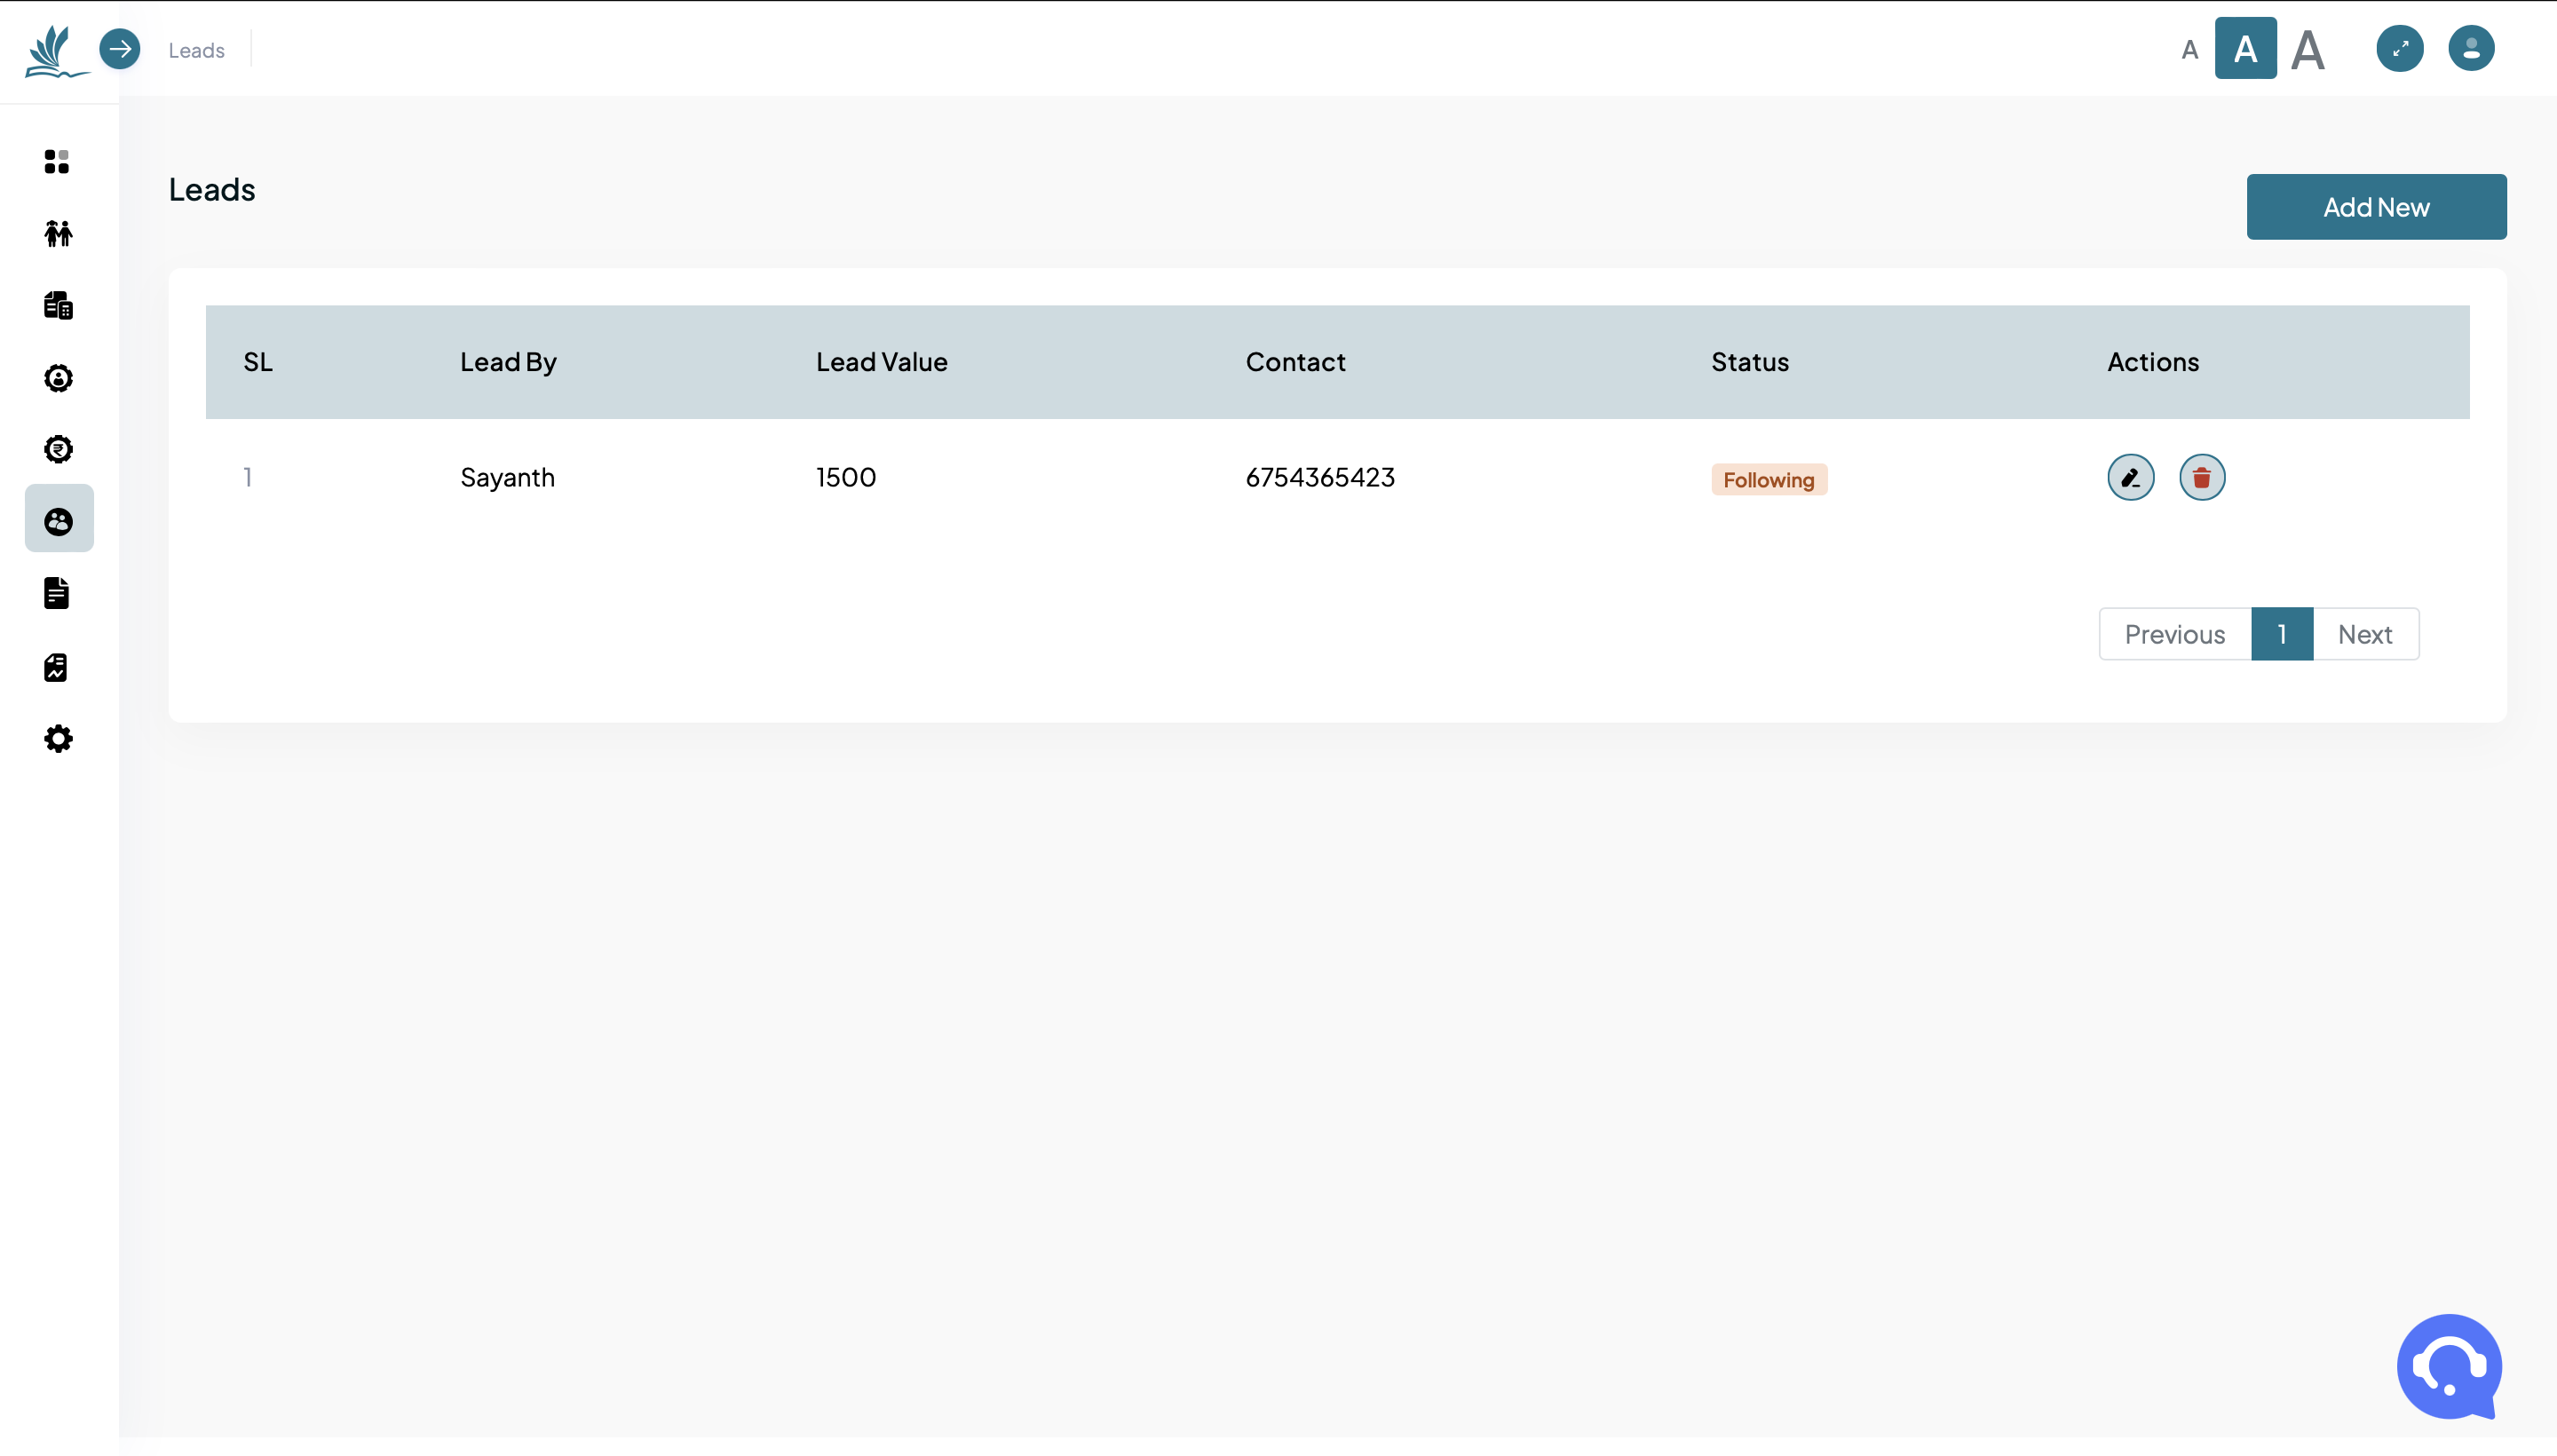 Leads
A A A
Leads
Add New
SL Lead By Lead Value Contact Status Actions
1 Sayanth 1500 6754365423 Following
Previous 1 Next